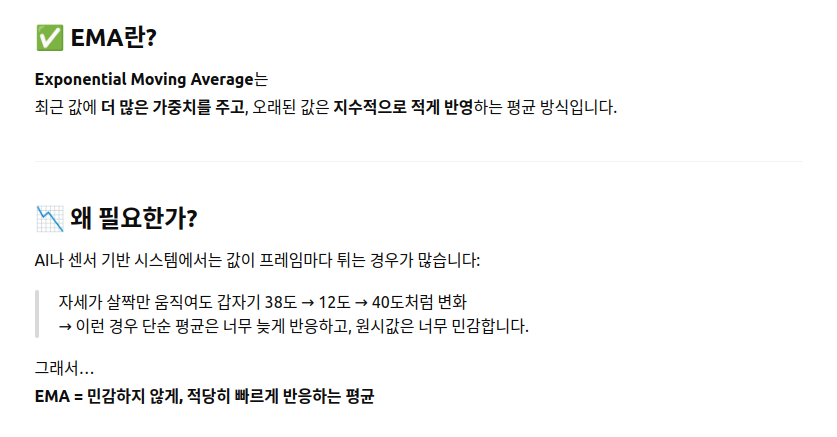 ✅ EMA란?
Exponential Moving Average는
최근 값에 더 많은 가중치를 주고, 오래된 값은 지수적으로 적게 반영하는 평균 방식입니다.
📉 왜 필요한가?
AI나 센서 기반 시스템에서는 값이 프레임마다 튀는 경우가 많습니다:
자세가 살짝만 움직여도 갑자기 38도 → 12도 → 40도처럼 변화
→ 이런 경우 단순 평균은 너무 늦게 반응하고, 원시값은 너무 민감합니다.
그래서…
EMA = 민감하지 않게, 적당히 빠르게 반응하는 평균